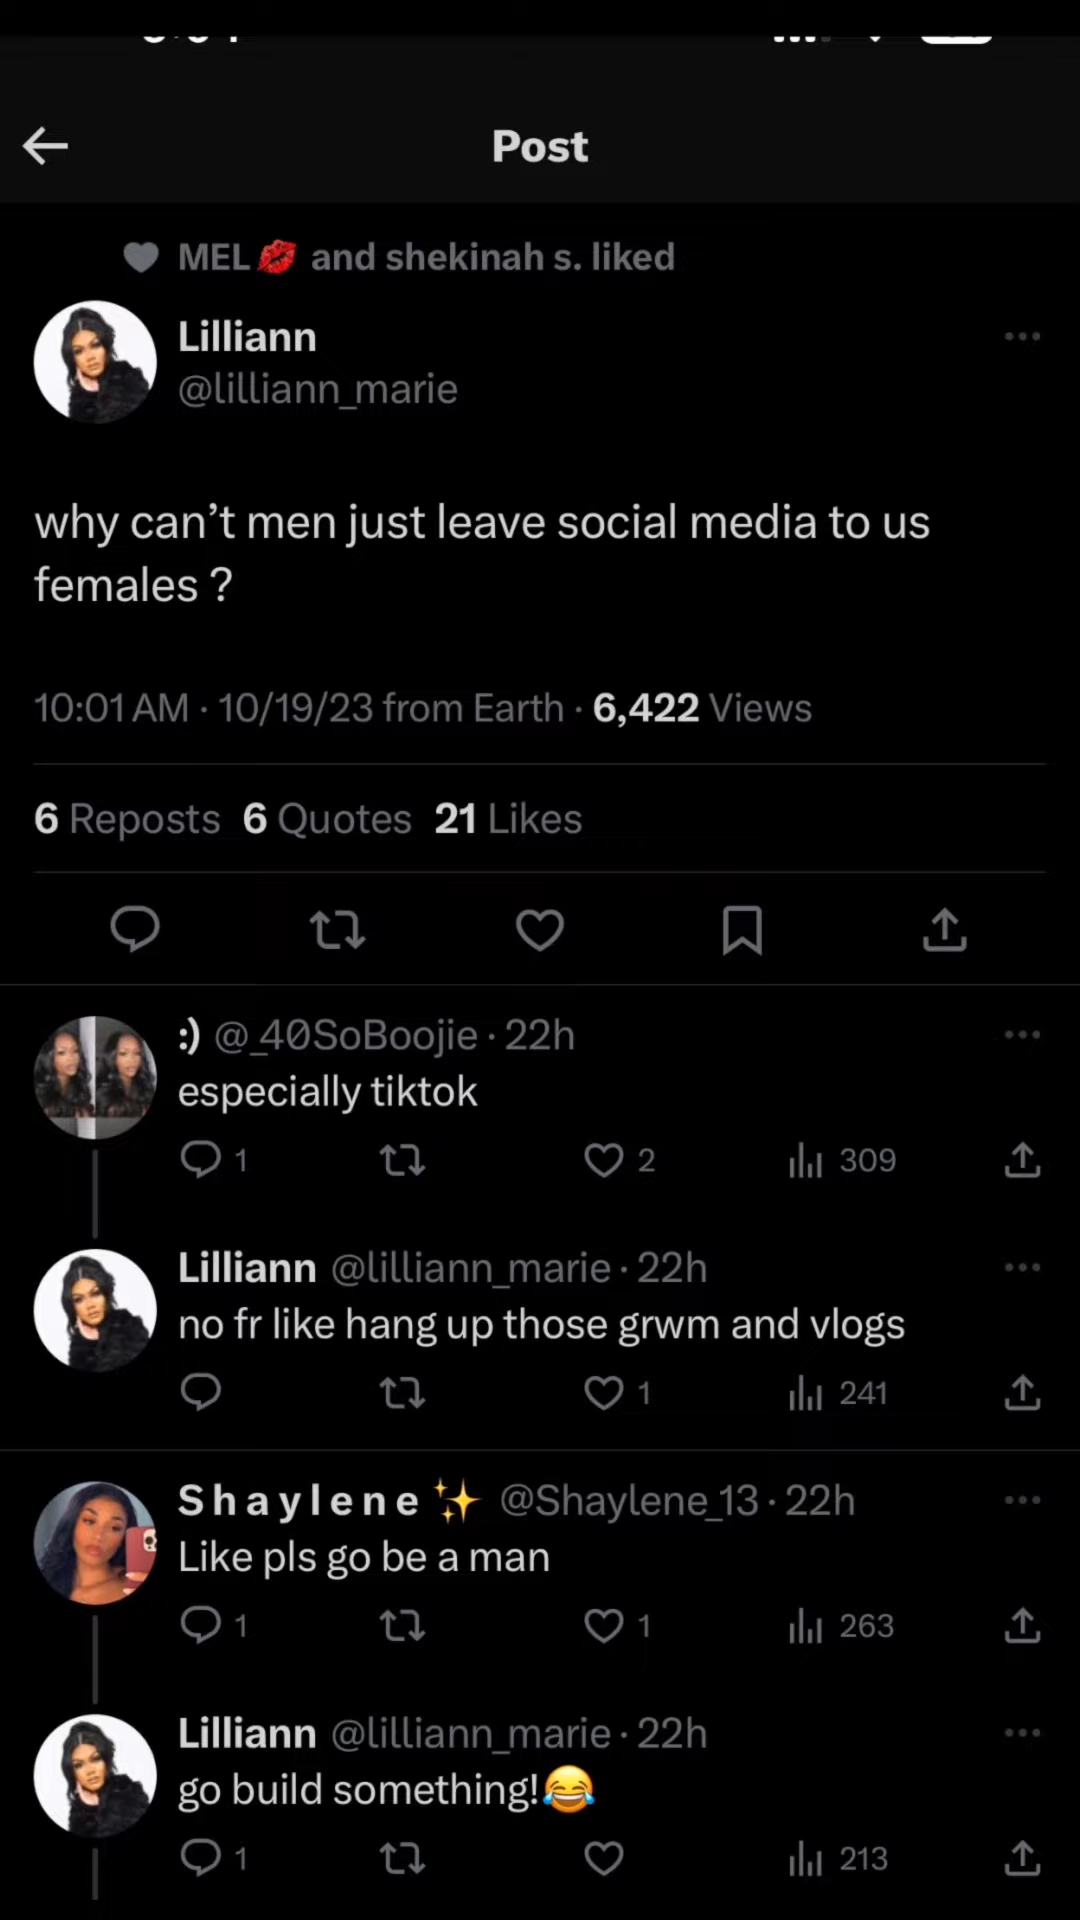 Post
MEL💋 and shekinah s. liked
Lilliann
@lilliann_marie
why can’t men just leave social media to us
females ?
10:01 AM · 10/19/23 from Earth · 6,422 Views
6 Reposts 6 Quotes 21 Likes
:) @_40SoBoojie · 22h
especially tiktok
1 2 309
Lilliann @lilliann_marie · 22h
no fr like hang up those grwm and vlogs
1 241
S h a y l e n e ✨ @Shaylene_13 · 22h
Like pls go be a man
1 1 263
Lilliann @lilliann_marie · 22h
go build something!😂
1 213